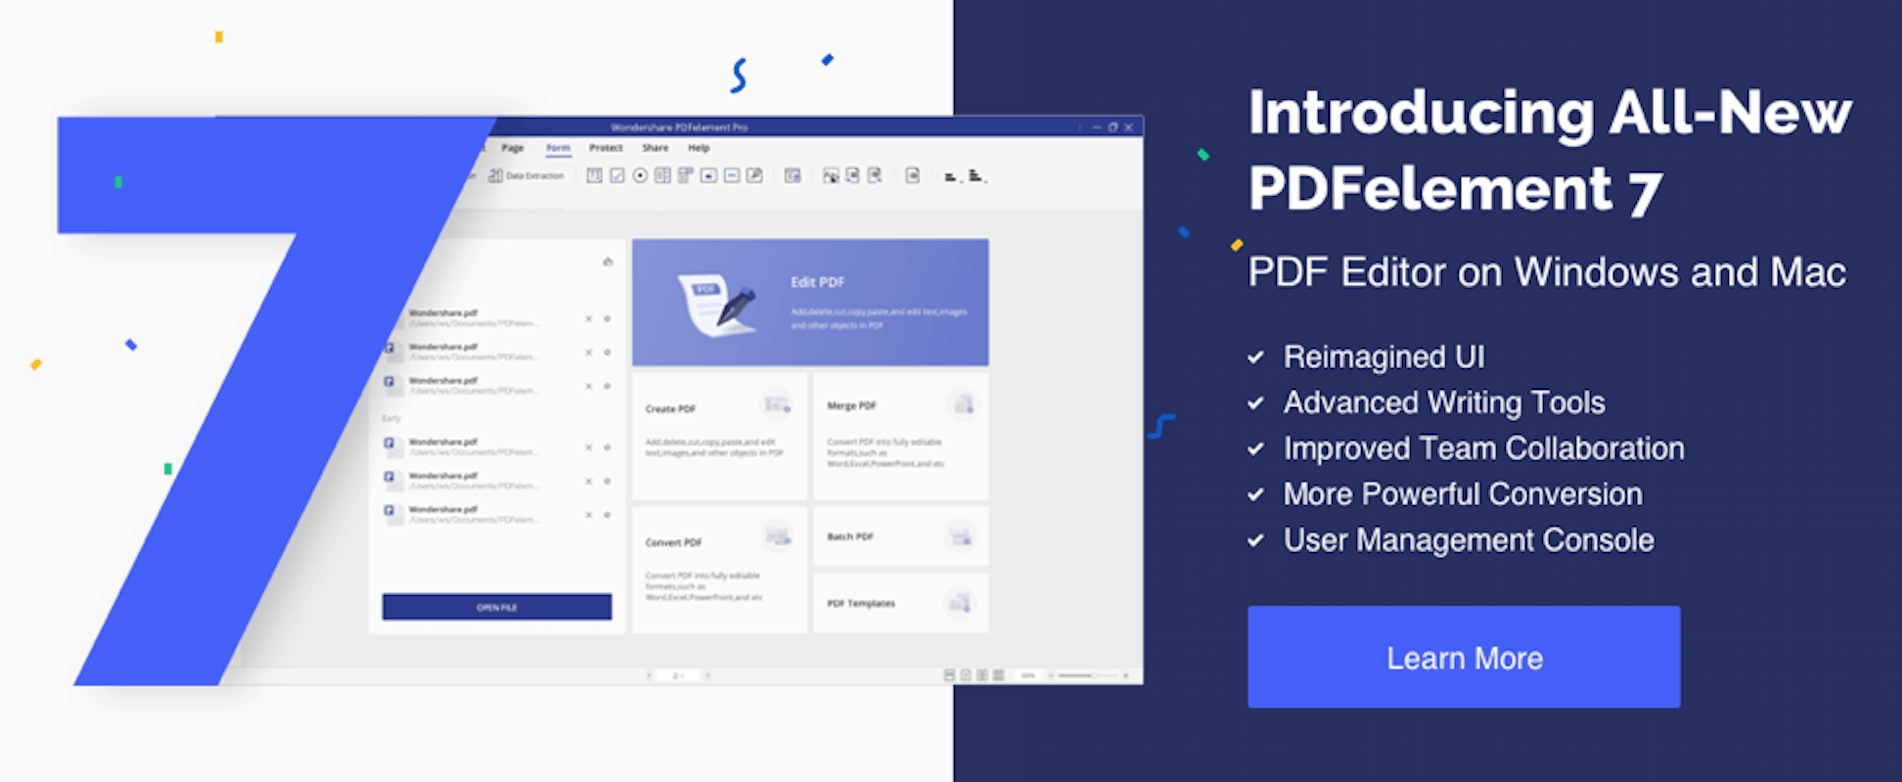 7
Wondershare PDFelement Pro
Page Form Protect Share Help
Data Extraction
Wondershare.pdf
/Users/ws/Documents/PDFelem...
Wondershare.pdf
/Users/ws/Documents/PDFelem...
Wondershare.pdf
/Users/ws/Documents/PDFelem...
Early
Wondershare.pdf
/Users/ws/Documents/PDFelem...
Wondershare.pdf
/Users/ws/Documents/PDFelem...
Wondershare.pdf
/Users/ws/Documents/PDFelem...
OPEN FILE
PDF
Edit PDF
Add,delete,cut,copy,paste,and edit text,images
and other objects in PDF
Create PDF
Add,delete,cut,copy,paste,and edit
text,images,and other objects in PDF
Merge PDF
Convert PDF into fully editable
formats,such as
Word,Excel,PowerPoint,and etc
Convert PDF
Convert PDF into fully editable
formats,such as
Word,Excel,PowerPoint,and etc
Batch PDF
PDF Templates
Introducing All-New
PDFelement 7
PDF Editor on Windows and Mac
Reimagined UI
Advanced Writing Tools
Improved Team Collaboration
More Powerful Conversion
User Management Console
Learn More